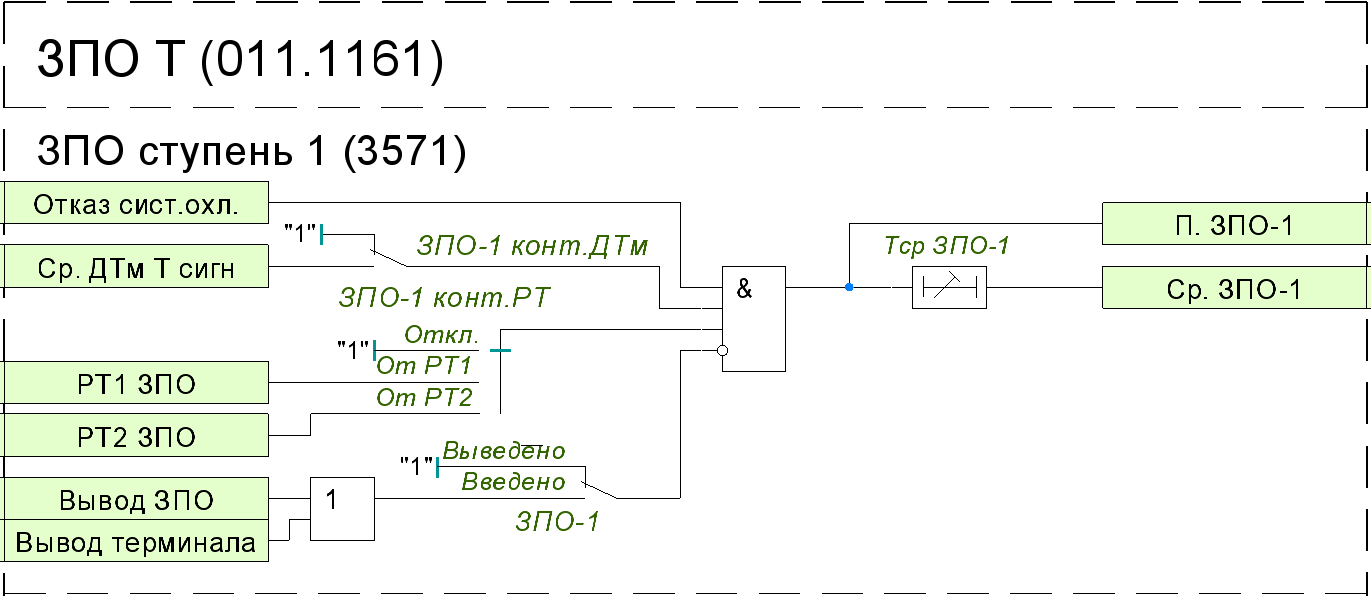 ЗПО Т (011.1161)
ЗПО ступень 1 (3571)
Отказ сист.охл.
"1"
ЗПО-1 конт.ДТм
Ср. ДТм Т сигн
ЗПО-1 конт.РТ
Откл.
"1"
От РТ1
РТ1 ЗПО
От РТ2
РТ2 ЗПО
Выведено
"1"
Введено
Вывод ЗПО
1
ЗПО-1
Вывод терминала
&
Тср ЗПО-1
П. ЗПО-1
Ср. ЗПО-1